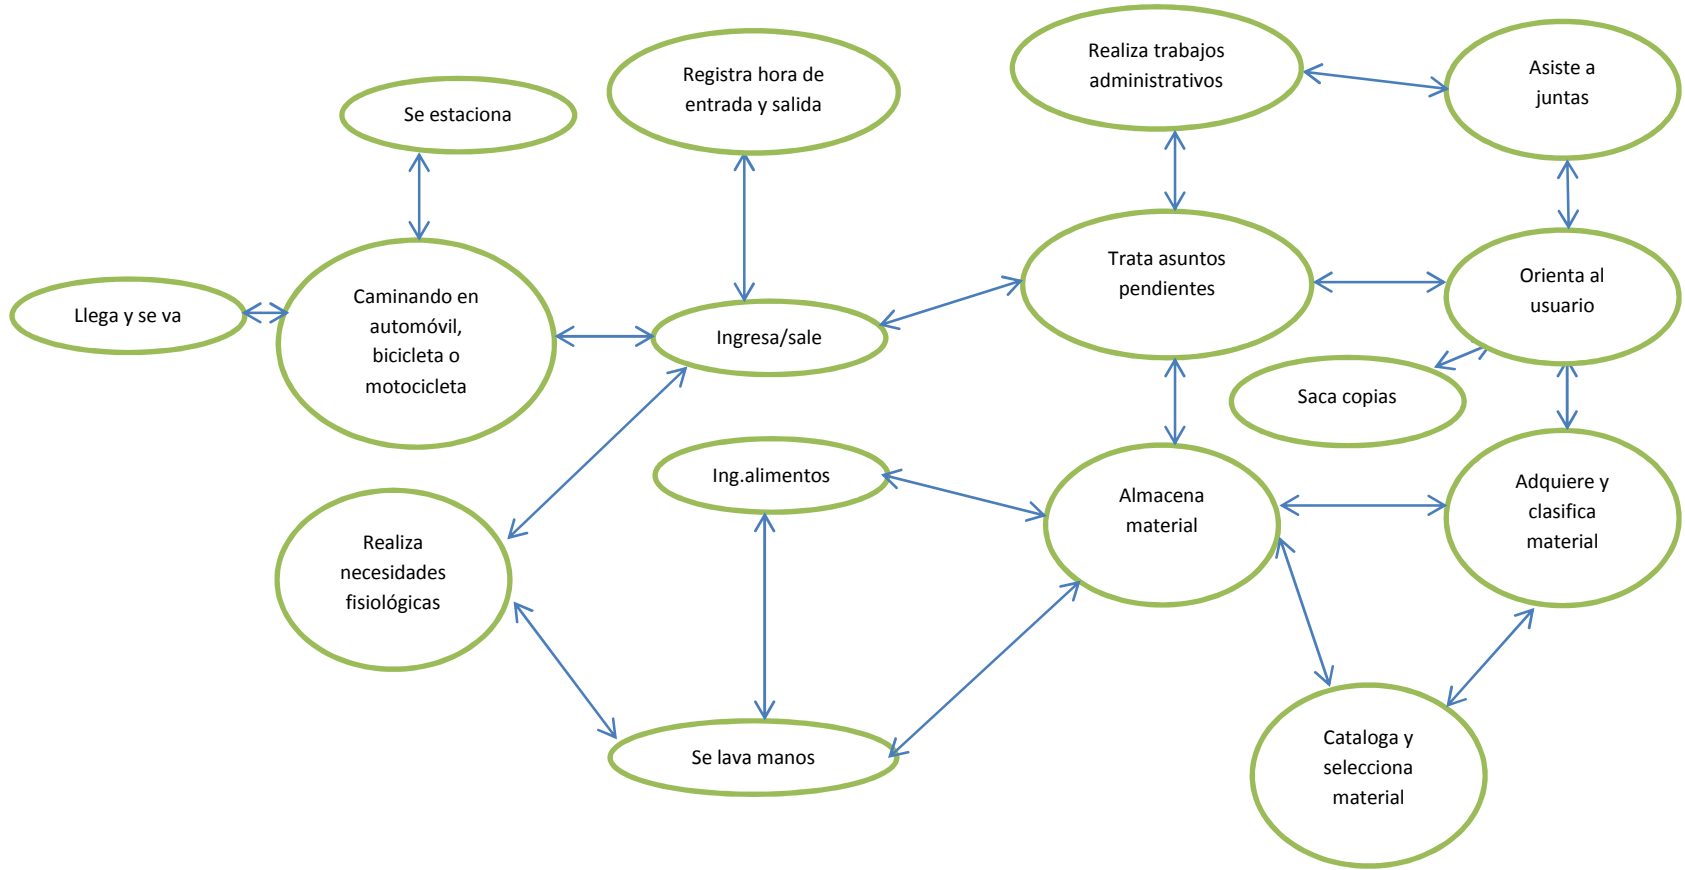 Realiza trabajos
administrativos
Asiste a
juntas
Registra hora de
entrada y salida
Se estaciona
Trata asuntos
pendientes
Orienta al
usuario
Llega y se va
Caminando en
automóvil,
bicicleta o
motocicleta
Ingresa/sale
Saca copias
Ing.alimentos
Almacena
material
Adquiere y
clasifica
material
Realiza
necesidades
fisiológicas
Se lava manos
Cataloga y
selecciona
material